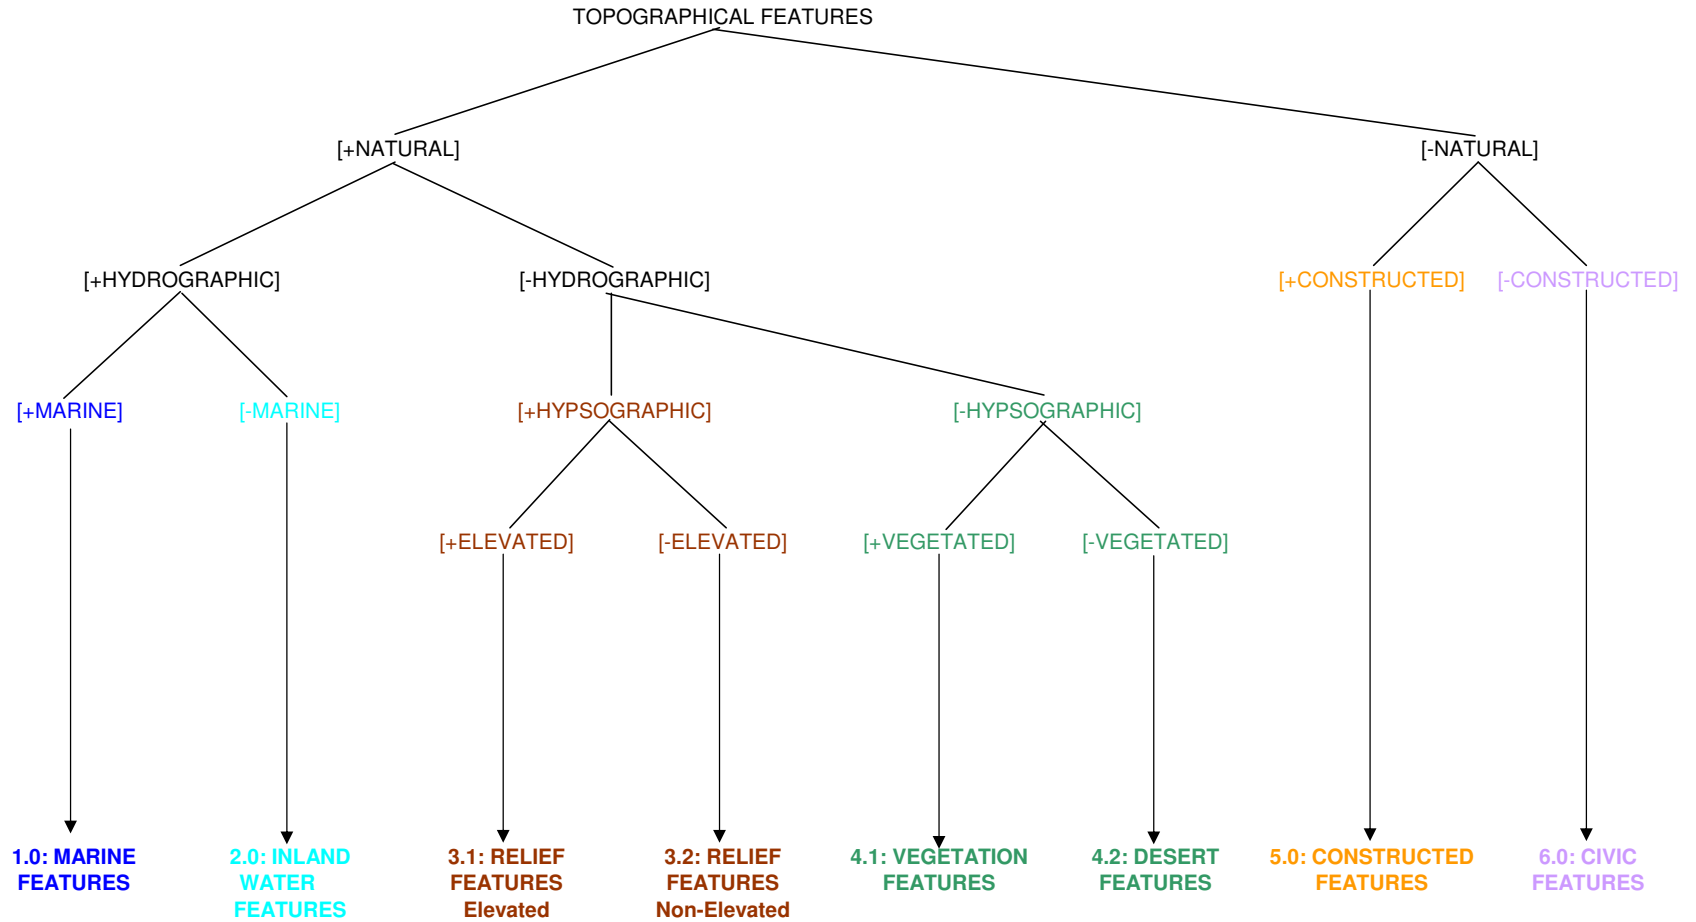 TOPOGRAPHICAL FEATURES
[+NATURAL]
[-NATURAL]
[+HYDROGRAPHIC]
[-HYDROGRAPHIC]
[+CONSTRUCTED]
[-CONSTRUCTED]
[+MARINE]
[-MARINE]
[+HYPSOGRAPHIC]
[-HYPSOGRAPHIC]
[+ELEVATED]
[-ELEVATED]
[+VEGETATED]
[-VEGETATED]
1.0: MARINE
FEATURES
2.0: INLAND
WATER
FEATURES
3.1: RELIEF
FEATURES
Elevated
3.2: RELIEF
FEATURES
Non-Elevated
4.1: VEGETATION
FEATURES
4.2: DESERT
FEATURES
5.0: CONSTRUCTED
FEATURES
6.0: CIVIC
FEATURES